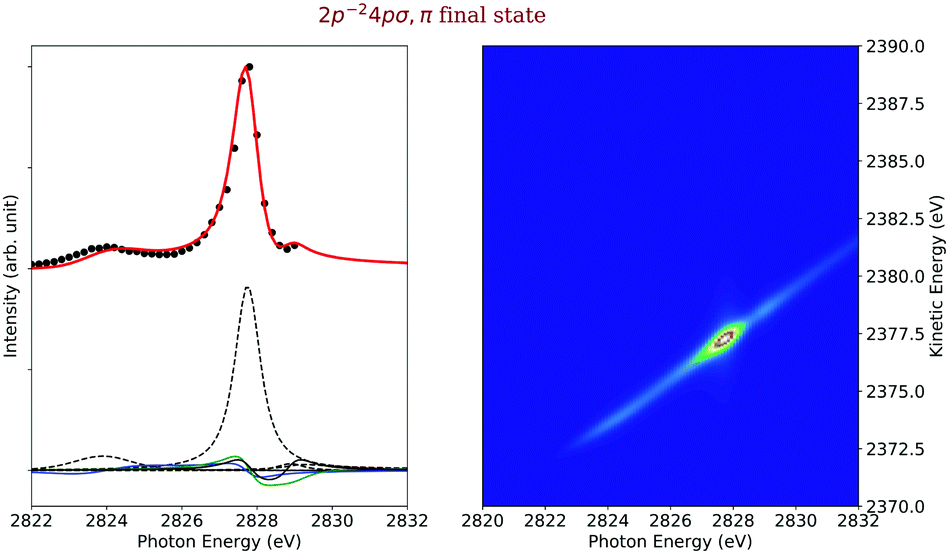 2p⁻²4pσ, π final state
Intensity (arb. unit)
2822 2824 2826 2828 2830 2832
Photon Energy (eV)
2390.0
2387.5
2385.0
2382.5
2380.0
2377.5
2375.0
2372.5
2370.0
Kinetic Energy (eV)
2820 2822 2824 2826 2828 2830 2832
Photon Energy (eV)